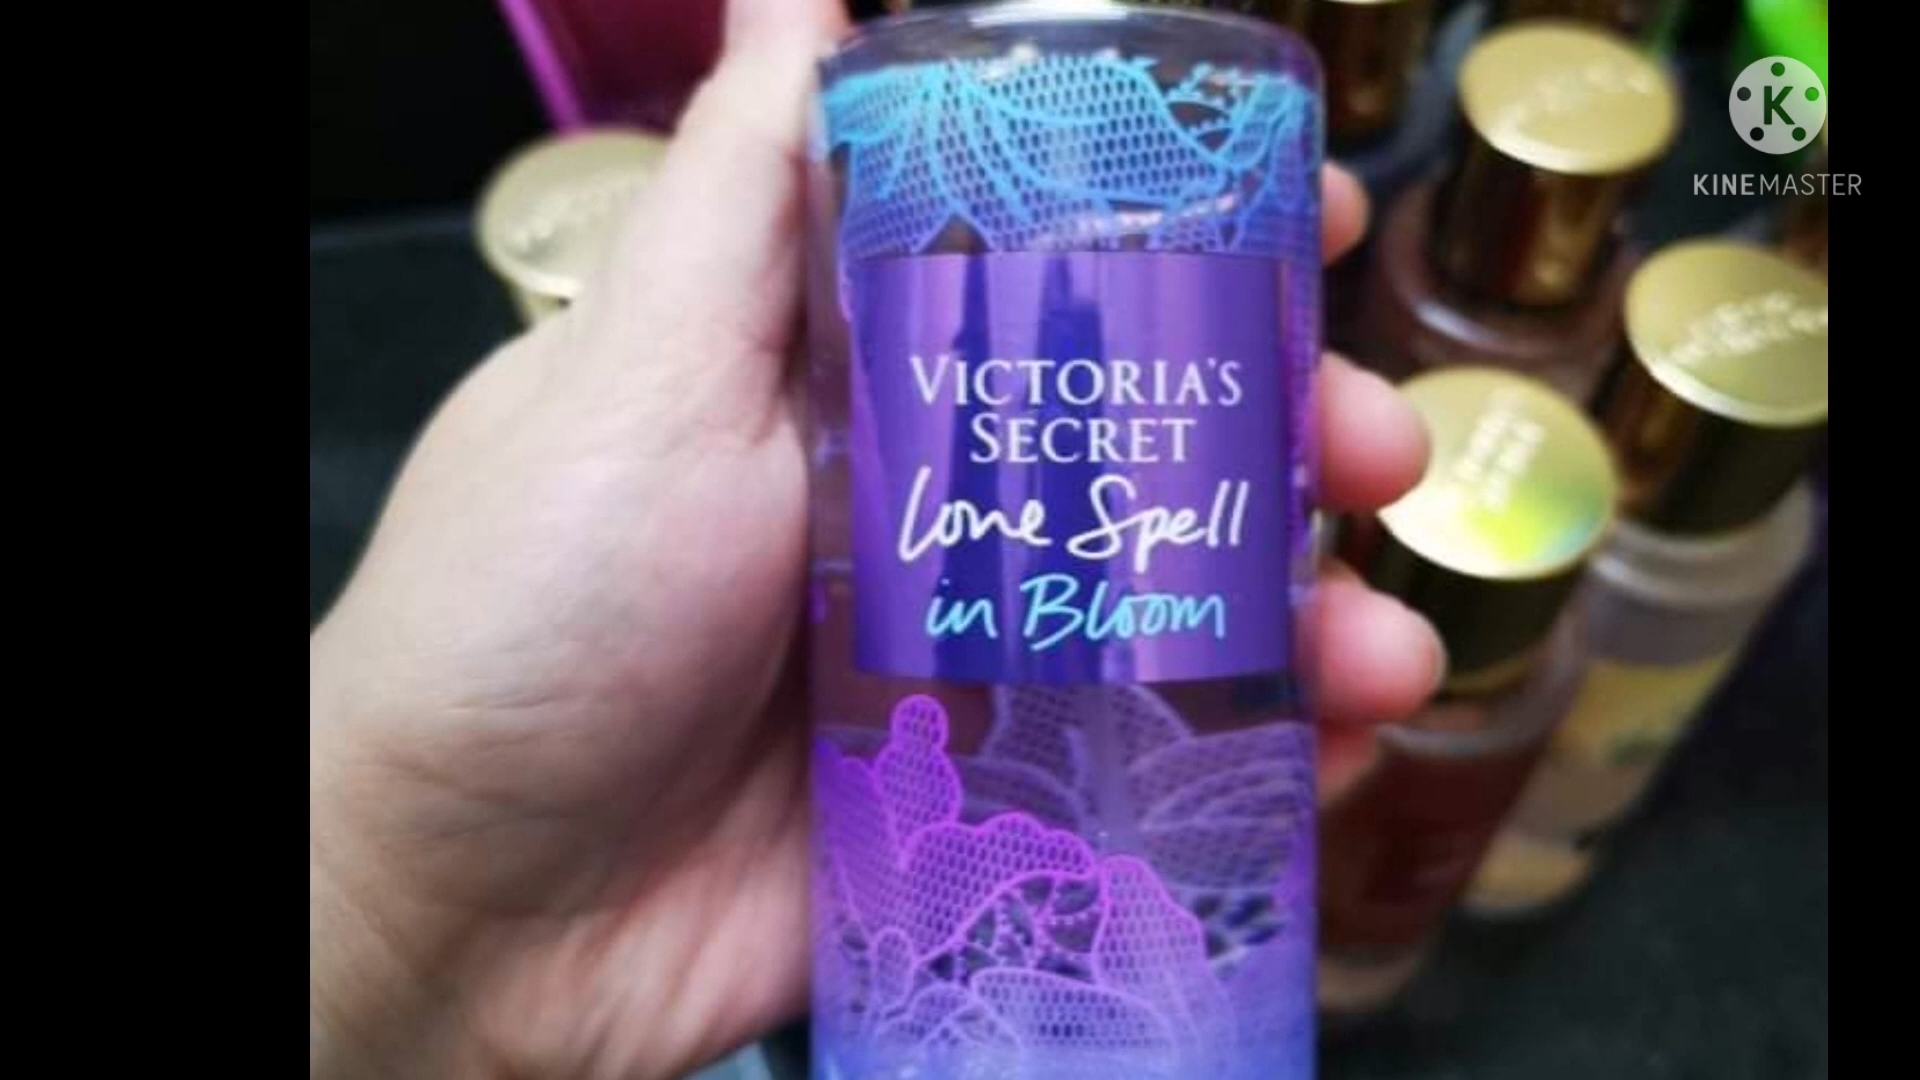 VICTORIA'S
SECRET
Love Spell
in Bloom
K
KINEMASTER